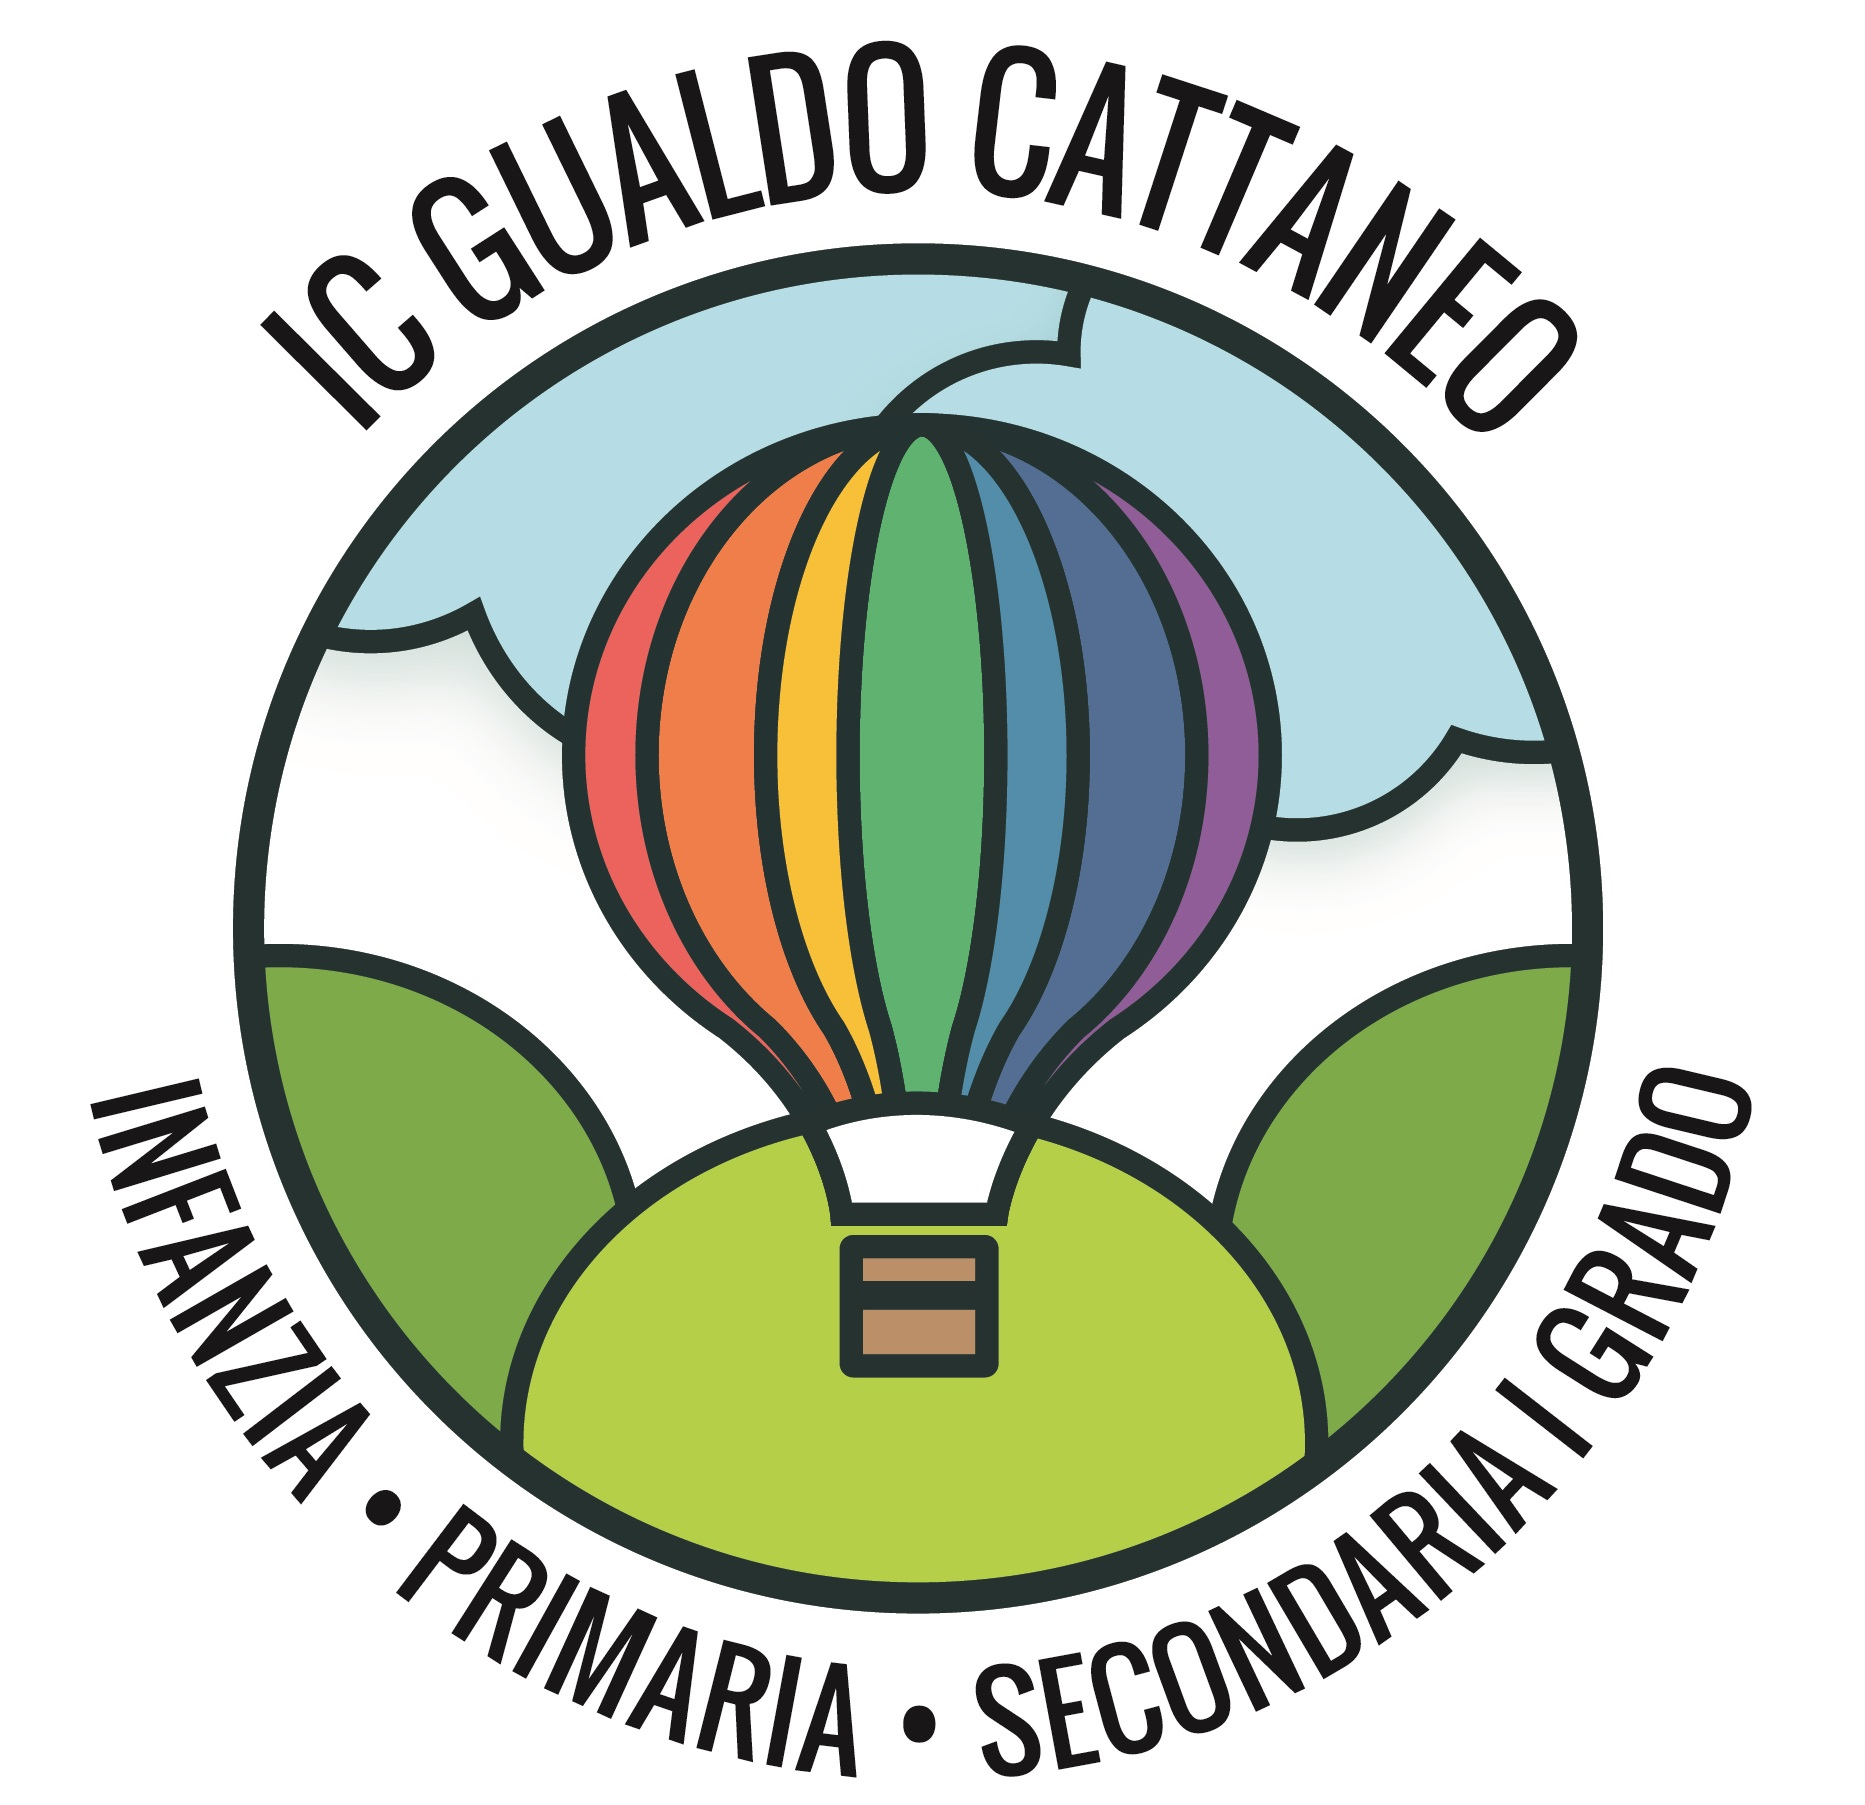 IC GUALDO CATTANEO
INFANZIA • PRIMARIA • SECONDARIA I GRADO